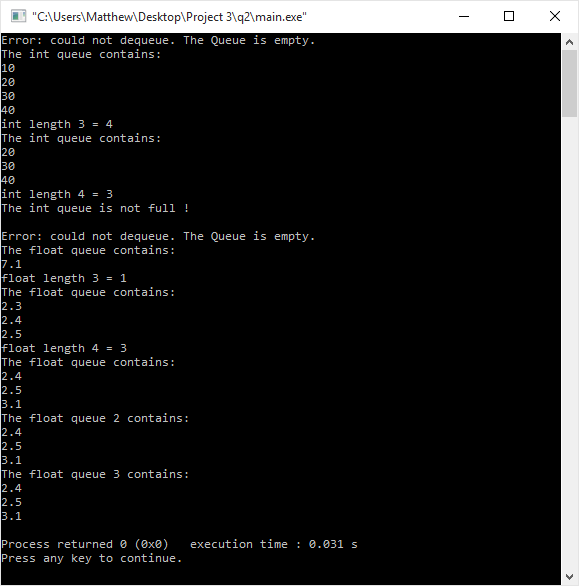 "C:\Users\Matthew\Desktop\Project 3\q2\main.exe"
Error: could not dequeue. The Queue is empty.
The int queue contains:
10
20
30
40
int length 3 = 4
The int queue contains:
20
30
40
int length 4 = 3
The int queue is not full !

Error: could not dequeue. The Queue is empty.
The float queue contains:
7.1
float length 3 = 1
The float queue contains:
2.3
2.4
2.5
float length 4 = 3
The float queue contains:
2.4
2.5
3.1
The float queue 2 contains:
2.4
2.5
3.1
The float queue 3 contains:
2.4
2.5
3.1

Process returned 0 (0x0)   execution time : 0.031 s
Press any key to continue.